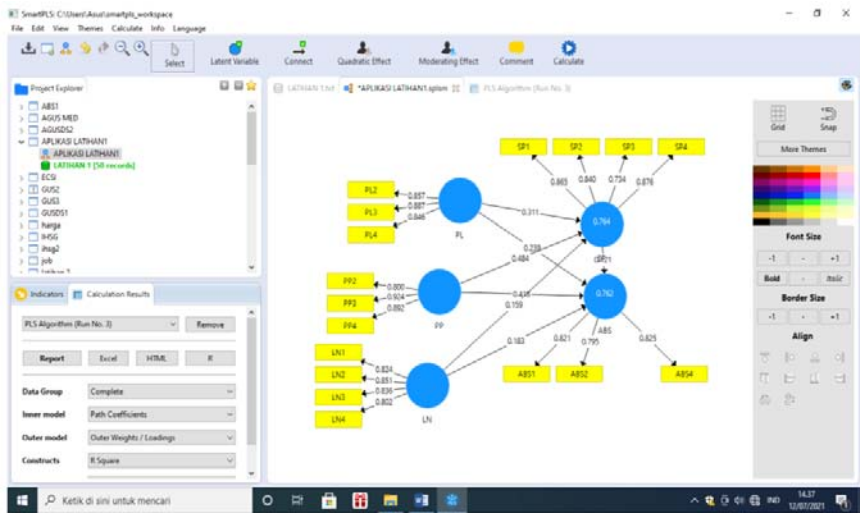 SmartPLS: C:\Users\Asus\smartpls_workspace
File Edit View Themes Calculate Info Language
Select
Latent Variable
Connect
Quadratic Effect
Moderating Effect
Comment
Calculate
Project Explorer
ABS1
AGUS MED
AGUSDS2
APLIKASI LATIHAN1
APLIKASI LATIHAN1
LATIHAN 1 [50 records]
ECSI
GUS2
GUS3
GUSDS1
harga
IHSG
ihsg2
job
Indicators
Calculation Results
PLS Algorithm (Run No. 3)
Remove
Report
Excel
HTML
R
Data Group
Complete
Inner model
Path Coefficients
Outer model
Outer Weights / Loadings
Constructs
R Square
LATIHAN 1.txt
*APLIKASI LATIHAN1.splsm
PLS Algorithm (Run No. 3)
SP1
SP2
SP3
SP4
0.840
0.734
0.876
PL2
PL3
PL4
0.857
0.887
0.846
PL
0.311
0.764
0.239
0.484
PP2
PP3
PP4
0.800
0.924
0.892
PP
0.159
0.762
ABS
0.183
LN1
LN2
LN3
LN4
0.824
0.851
0.836
0.802
LN
0.821
0.795
0.825
ABS1
ABS2
ABS4
Grid
Snap
More Themes
Font Size
-1
-
+1
Bold
-
Italic
Border Size
-1
-
+1
Align
Ketik di sini untuk mencari
IND
14.37
12/07/2021